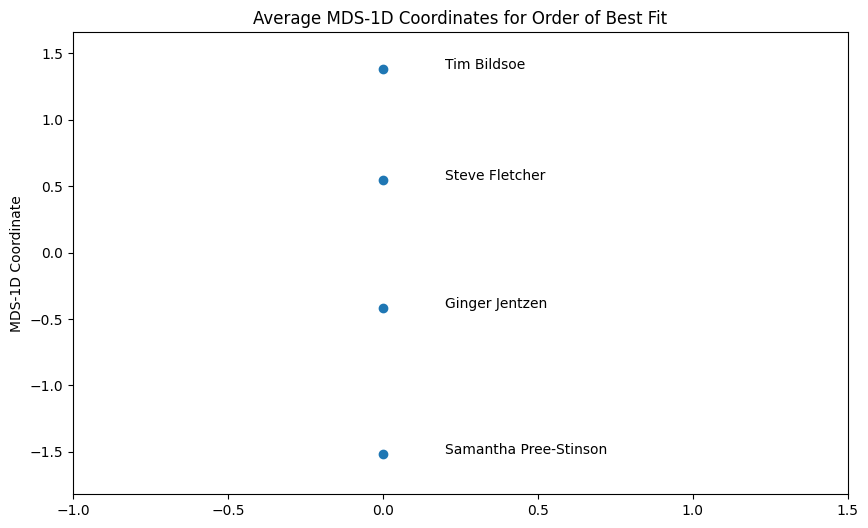 Average MDS-1D Coordinates for Order of Best Fit
MDS-1D Coordinate
1.5
1.0
0.5
0.0
−0.5
−1.0
−1.5
Tim Bildsoe
Steve Fletcher
Ginger Jentzen
Samantha Pree-Stinson
−1.0
−0.5
0.0
0.5
1.0
1.5